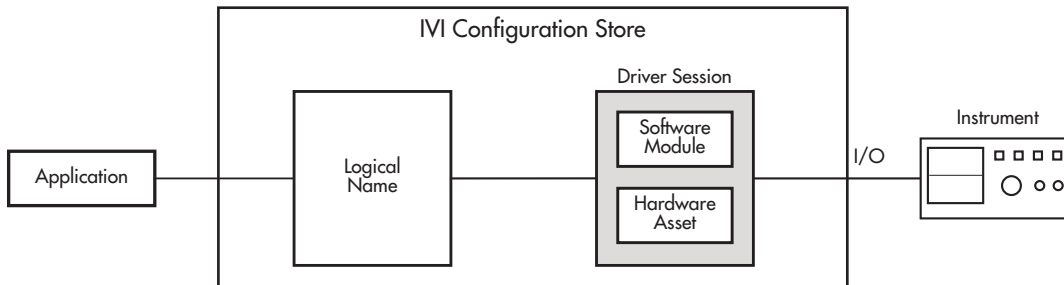 IVI Configuration Store
Driver Session
Instrument
Software
Module
I/O
Application
Logical
Name
Hardware
Asset